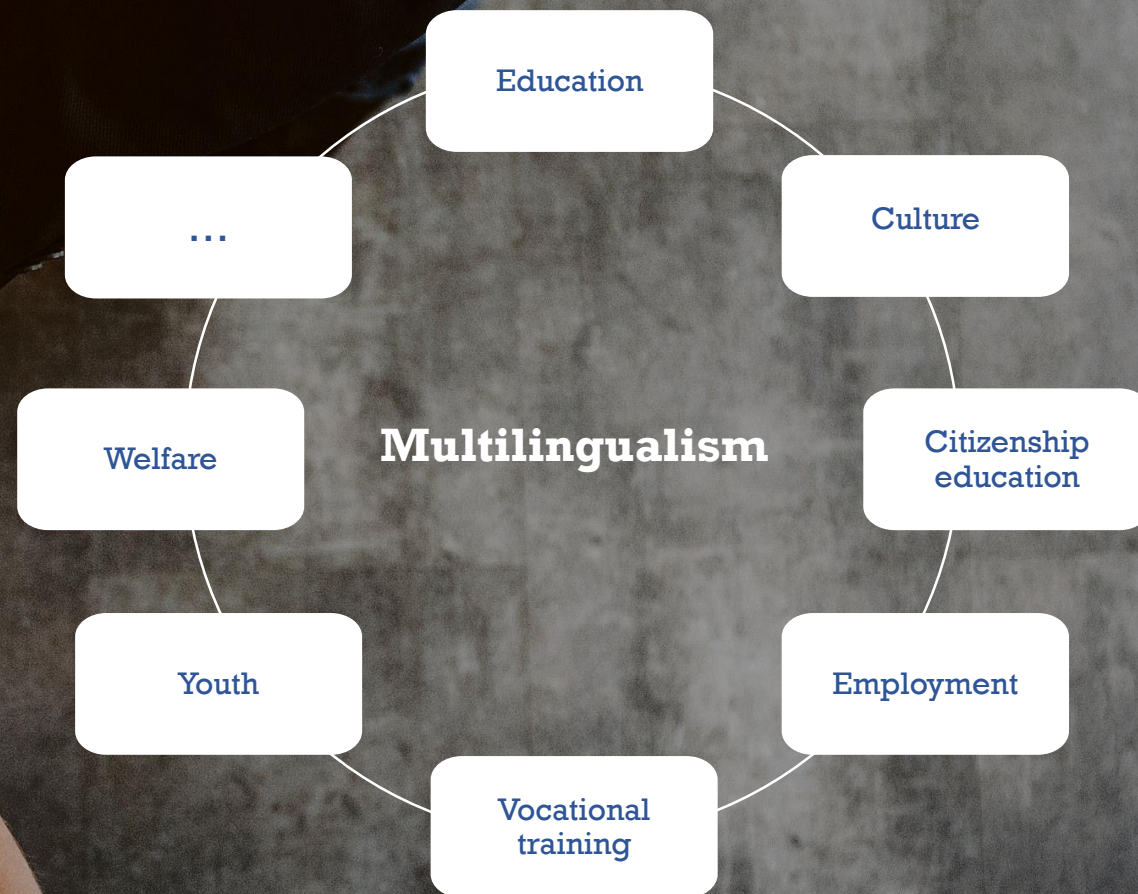 Education
Culture
...
Multilingualism
Citizenship
education
Welfare
Employment
Youth
Vocational
training